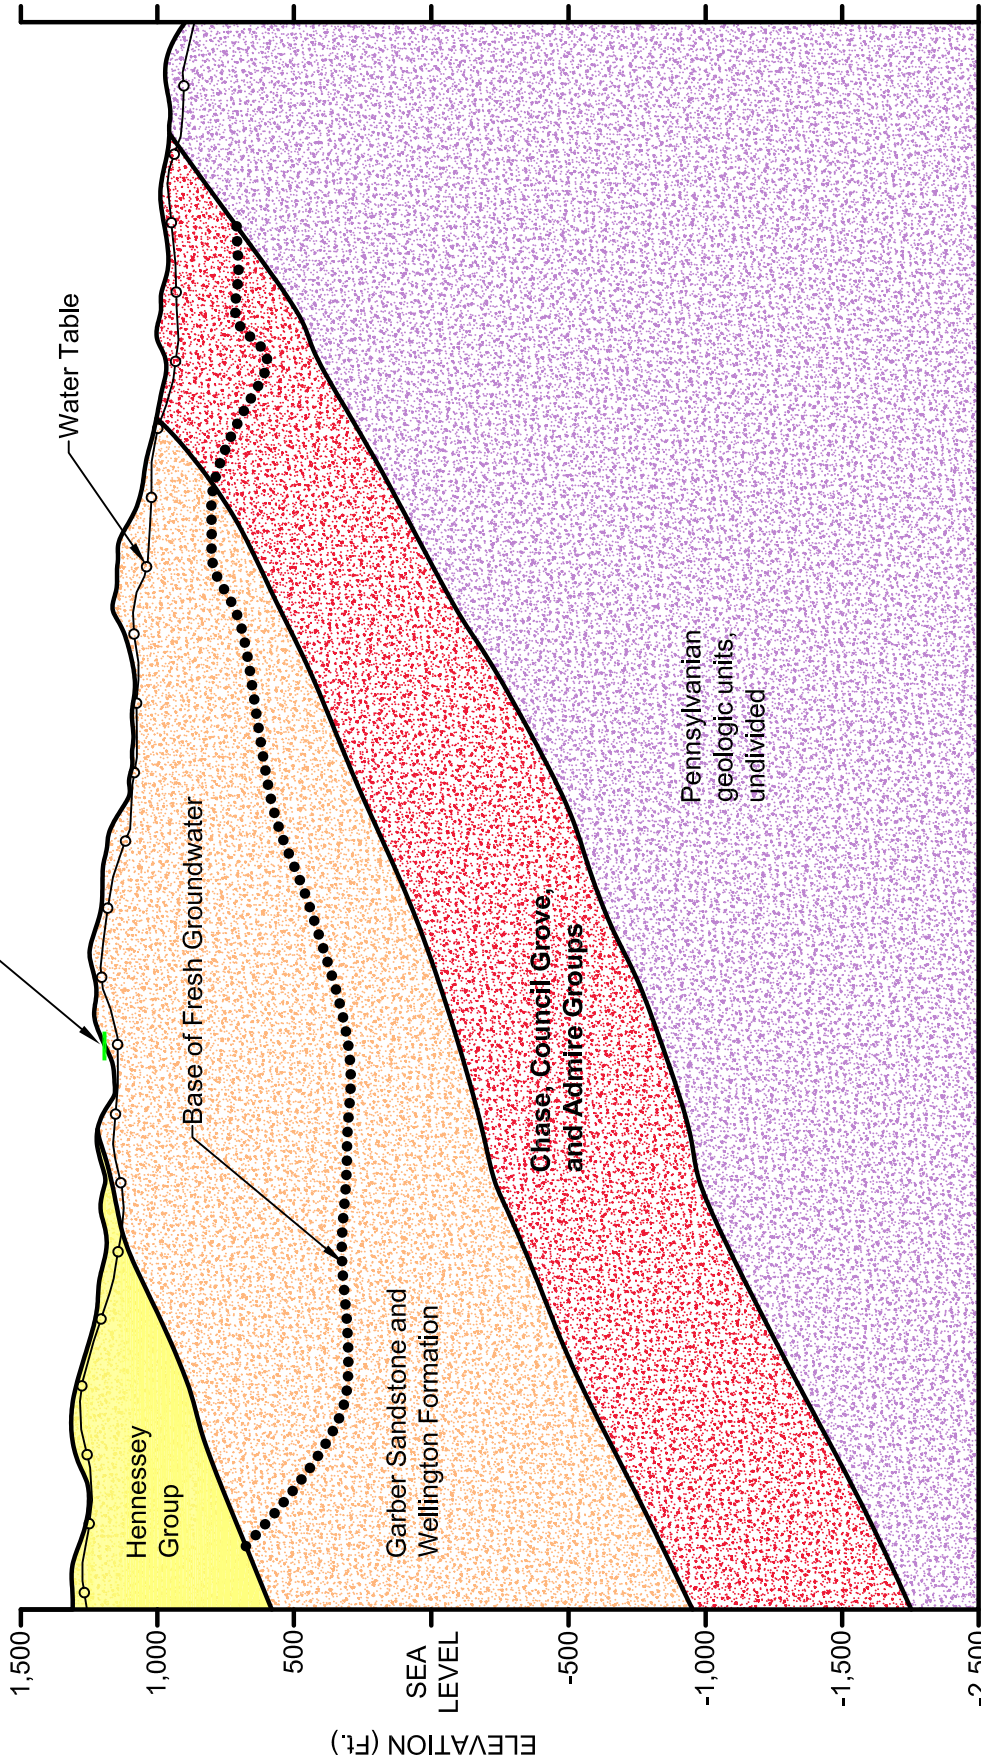 Water Table
Base of Fresh Groundwater
Hennessey
Group
Garber Sandstone and
Wellington Formation
Chase, Council Grove,
and Admire Groups
Pennsylvanian
geologic units,
undivided
1,500
1,000
500
SEA
LEVEL
-500
-1,000
-1,500
-2,500
ELEVATION (Ft.)